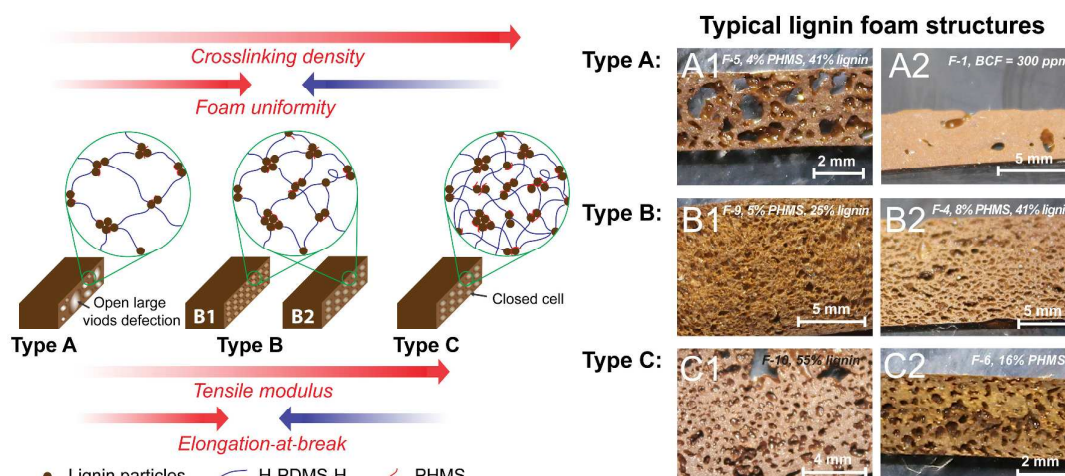 Crosslinking density
Foam uniformity
Open large
viods defection
B1
B2
Closed cell
Type A
Type B
Type C
Tensile modulus
Elongation-at-break
Lignin particles
H-PDMS-H
PHMS
Typical lignin foam structures
Type A:
A1
F-5, 4% PHMS, 41% lignin
2 mm
A2
F-1, BCF = 300 ppm
5 mm
Type B:
B1
F-9, 5% PHMS, 25% lignin
5 mm
B2
F-4, 8% PHMS, 41% lignin
5 mm
Type C:
C1
F-10, 55% lignin
4 mm
C2
F-6, 16% PHMS
2 mm